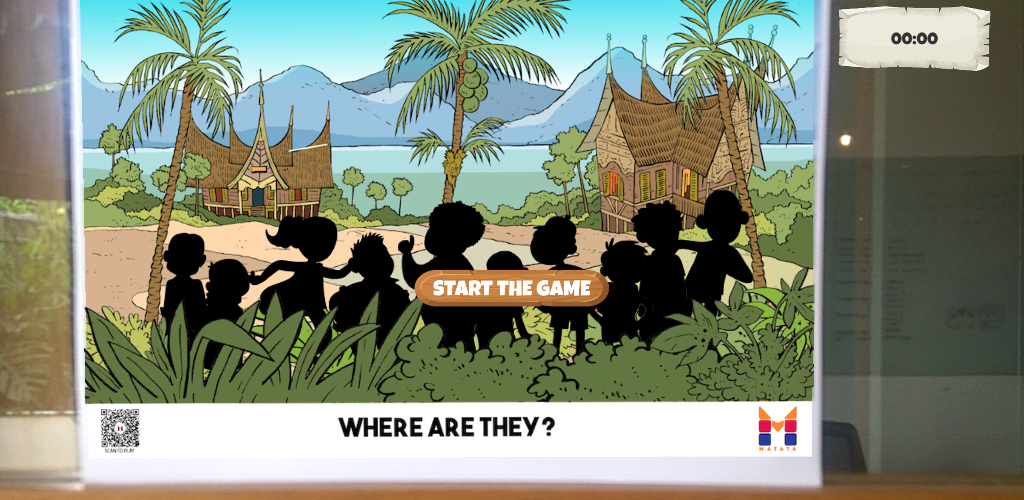 00:00
START THE GAME
WHERE ARE THEY?
SCAN TO PLAY
MATATA